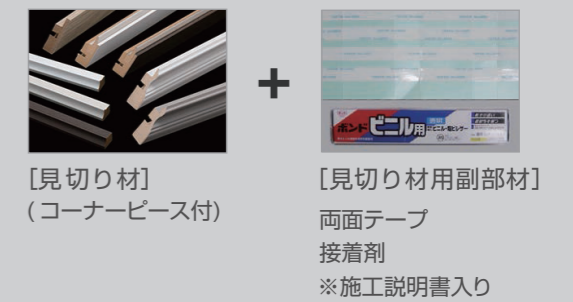 ボンド ビニル用
+
[見切り材]
(コーナーピース付)
[見切り材用副部材]
両面テープ
接着剤
※施工説明書入り